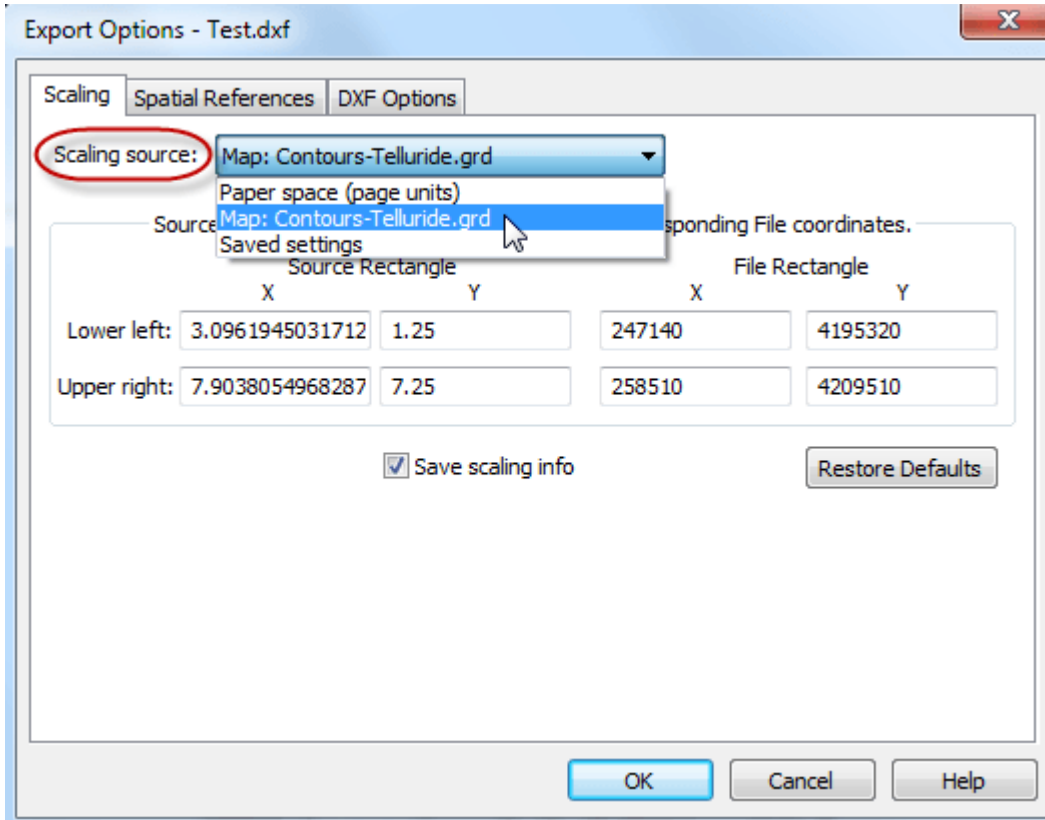 Export Options - Test.dxf
Scaling Spatial References DXF Options
Scaling source: Map: Contours-Telluride.grd
Paper space (page units)
Map: Contours-Telluride.grd
Saved settings
Source sponding File coordinates.
Source Rectangle File Rectangle
X Y X Y
Lower left: 3.0961945031712 1.25 247140 4195320
Upper right: 7.9038054968287 7.25 258510 4209510
Save scaling info Restore Defaults
OK Cancel Help